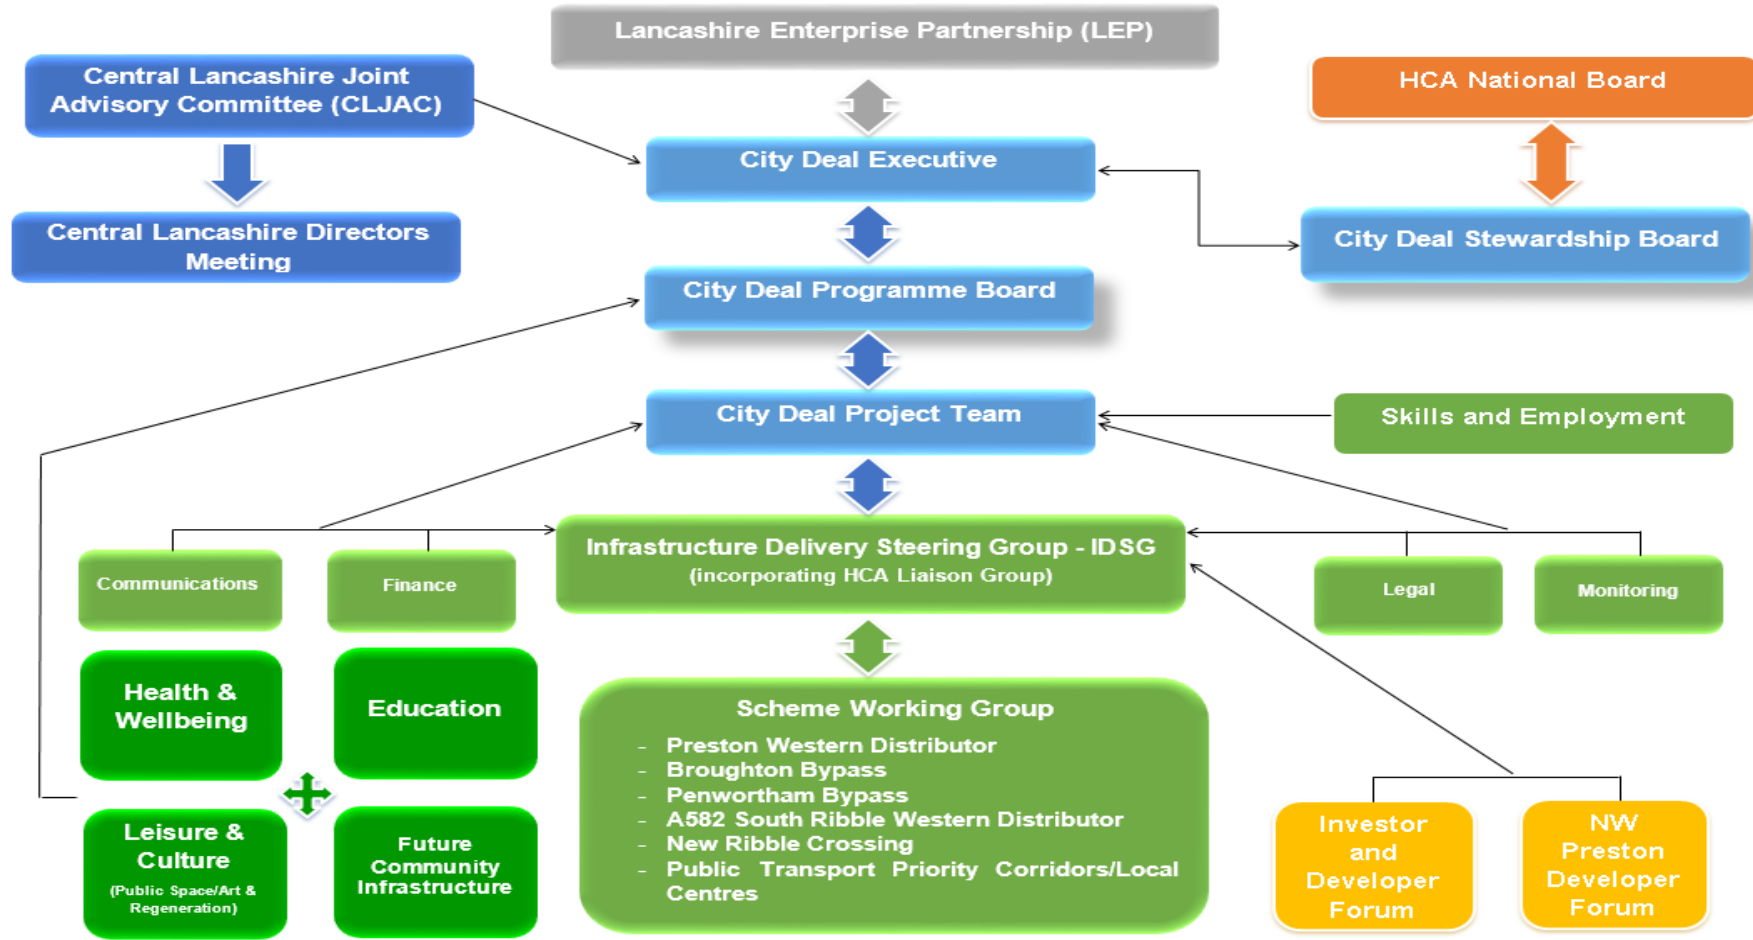 Lancashire Enterprise Partnership (LEP)
Central Lancashire Joint
Advisory Committee (CLJAC)
HCA National Board
City Deal Executive
Central Lancashire Directors
Meeting
City Deal Stewardship Board
City Deal Programme Board
City Deal Project Team
Skills and Employment
Infrastructure Delivery Steering Group - IDSG
(incorporating HCA Liaison Group)
Communications
Finance
Legal
Monitoring
Health &
Wellbeing
Education
Leisure &
Culture
(Public Space/Art &
Regeneration)
Future
Community
Infrastructure
Scheme Working Group
- Preston Western Distributor
- Broughton Bypass
- Penwortham Bypass
- A582 South Ribble Western Distributor
- New Ribble Crossing
- Public Transport Priority Corridors/Local
Centres
Investor
and
Developer
Forum
NW
Preston
Developer
Forum